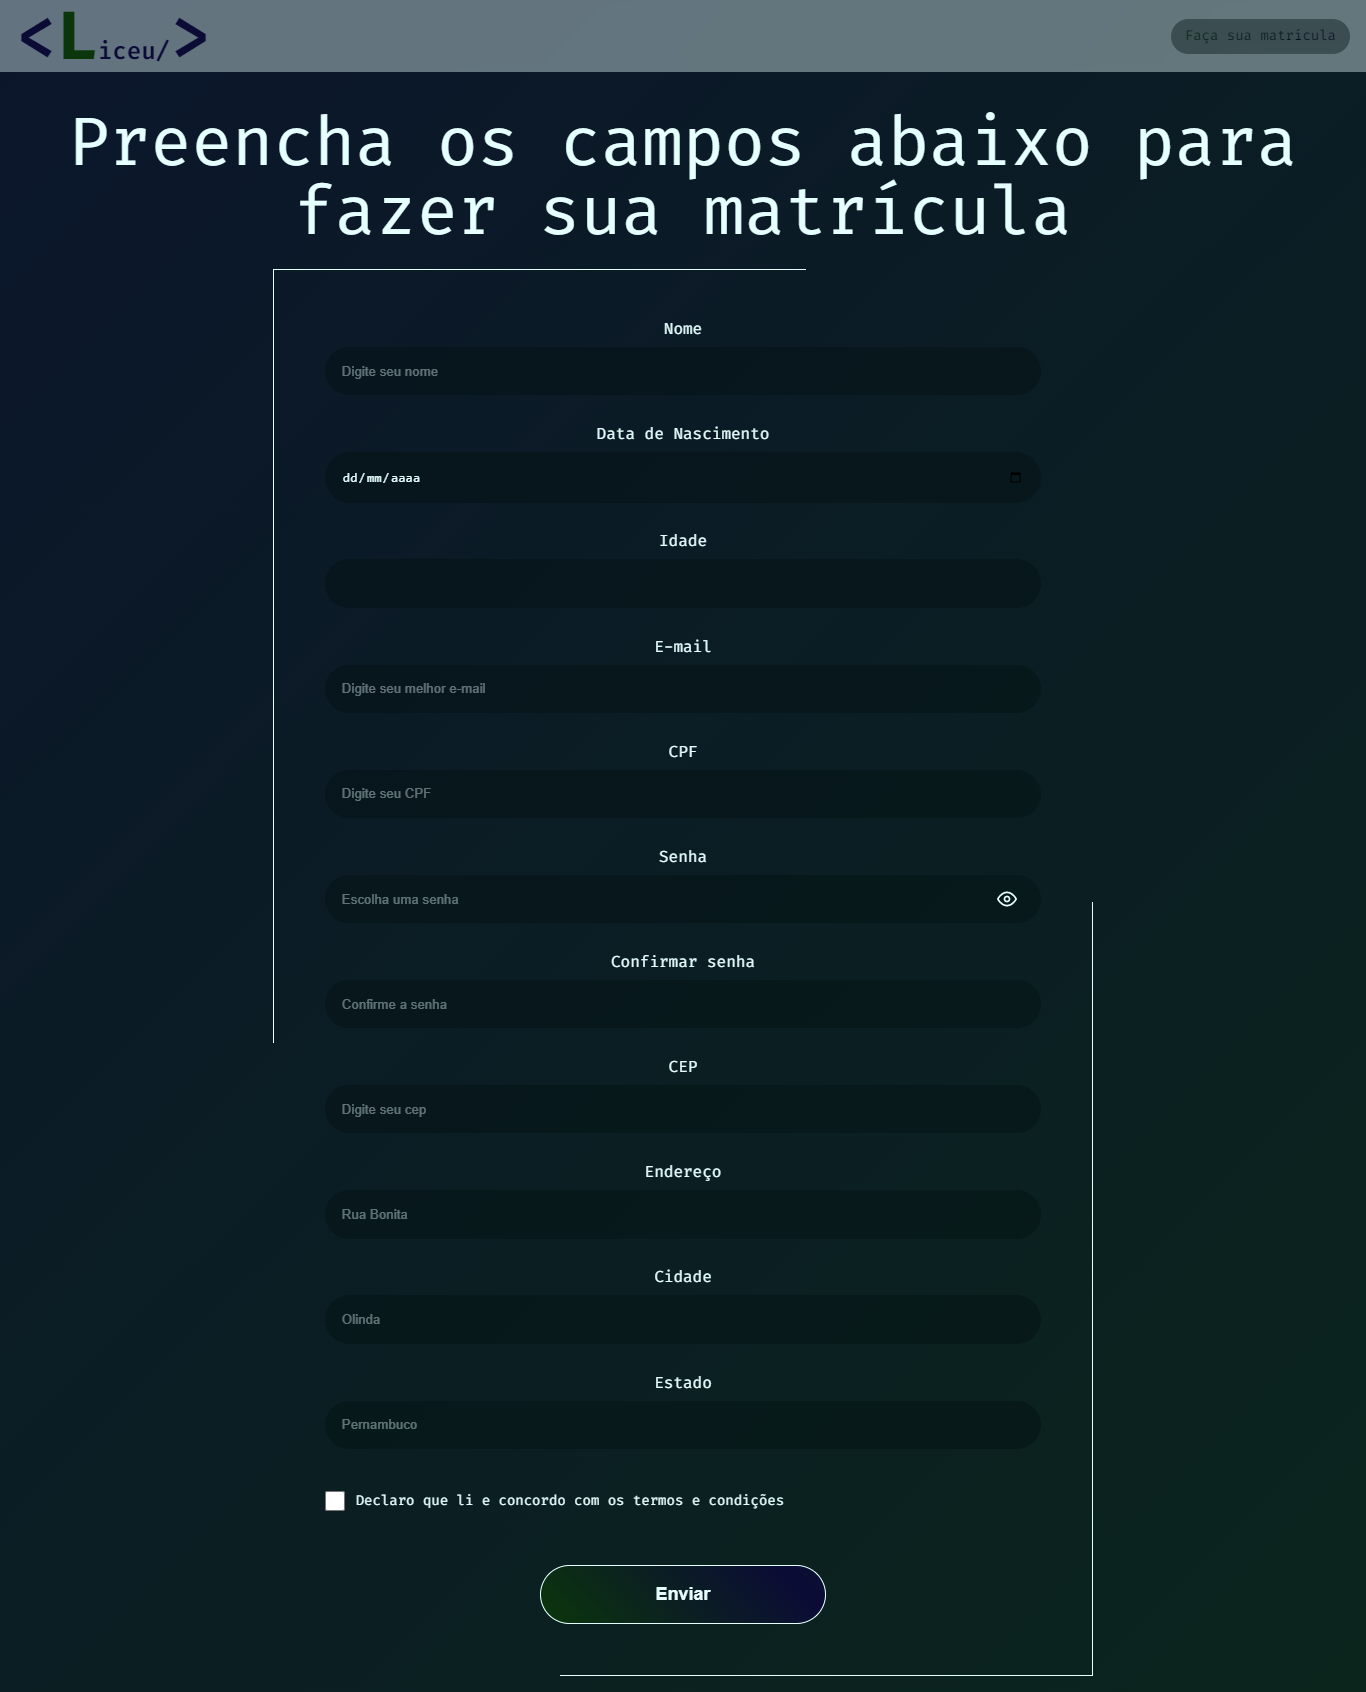 <Liceu/>
Faça sua matrícula
Preencha os campos abaixo para
fazer sua matrícula
Nome
Digite seu nome
Data de Nascimento
dd/mm/aaaa
Idade
E-mail
Digite seu melhor e-mail
CPF
Digite seu CPF
Senha
Escolha uma senha
Confirmar senha
Confirme a senha
CEP
Digite seu cep
Endereço
Rua Bonita
Cidade
Olinda
Estado
Pernambuco
Declaro que li e concordo com os termos e condições
Enviar